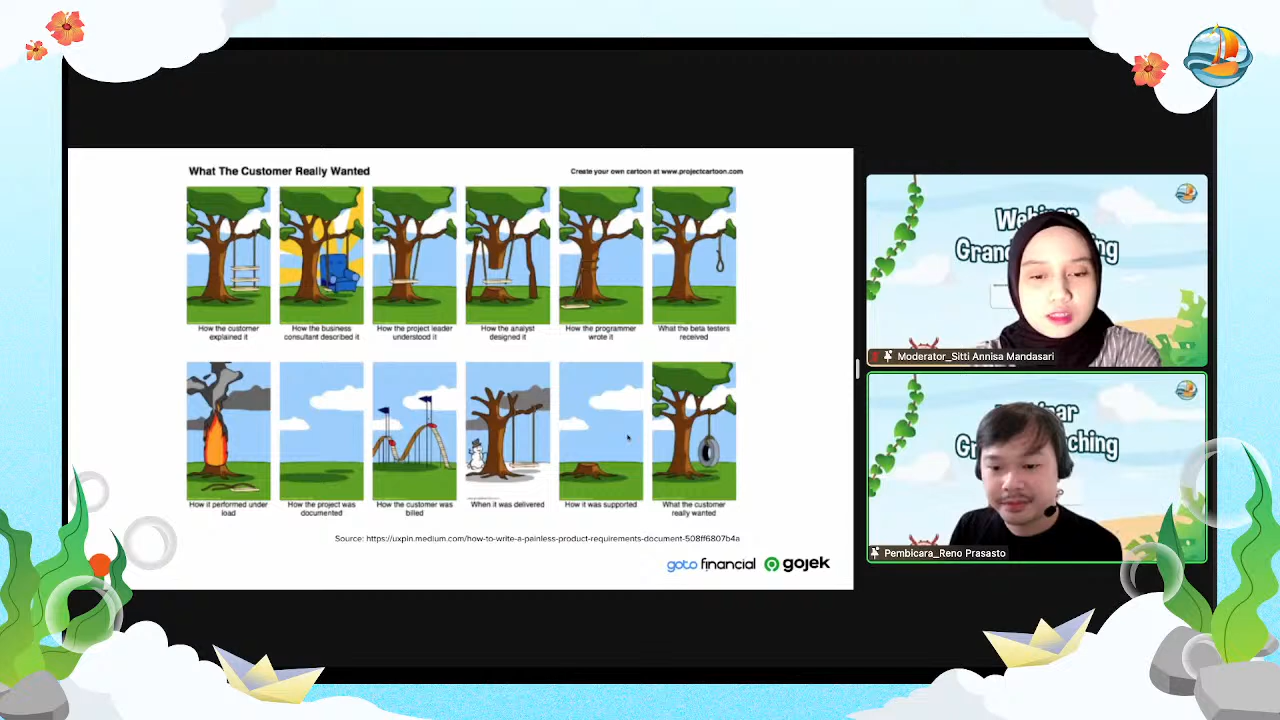 What The Customer Really Wanted
Create your own cartoon at www.projectcartoon.com
How the customer
explained it
How the business
consultant described it
How the project leader
understood it
How the analyst
designed it
How the programmer
wrote it
What the beta testers
received
How it performed under
load
How the project was
documented
How the customer was
billed
When it was delivered
How it was supported
What the customer
really wanted
Source: https://uxpin.medium.com/how-to-write-a-painless-product-requirements-document-508ff6807b4a
goto financial gojek
Moderator_Sitti Annisa Mandasari
Pembicara_Reno Prasasto